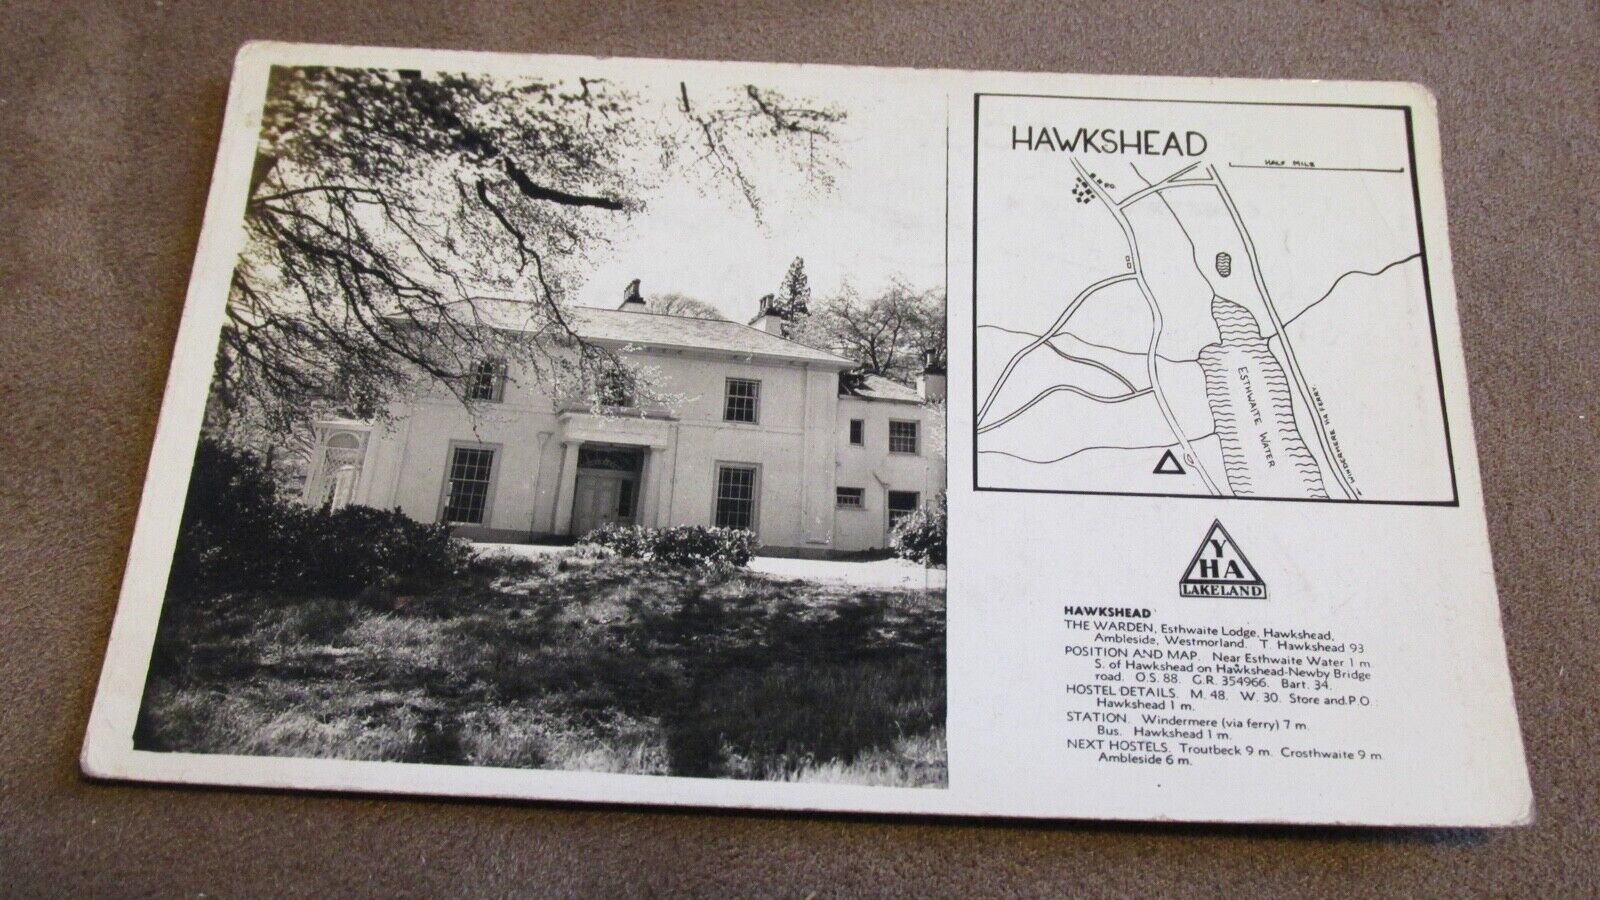 HAWKSHEAD
HALF MILE
& P.O.
ESTHWAITE WATER
WINDERMERE VIA FERRY
Y
HA
LAKELAND
HAWKSHEAD
THE WARDEN, Esthwaite Lodge, Hawkshead,
Ambleside, Westmorland. T. Hawkshead 93
POSITION AND MAP. Near Esthwaite Water 1 m.
S. of Hawkshead on Hawkshead-Newby Bridge
road. O.S. 88. G.R. 354966. Bart. 34.
HOSTEL DETAILS. M. 48. W. 30. Store and P.O.:
Hawkshead 1 m.
STATION. Windermere (via ferry) 7 m.
Bus. Hawkshead 1 m.
NEXT HOSTELS. Troutbeck 9 m. Crosthwaite 9 m.
Ambleside 6 m.